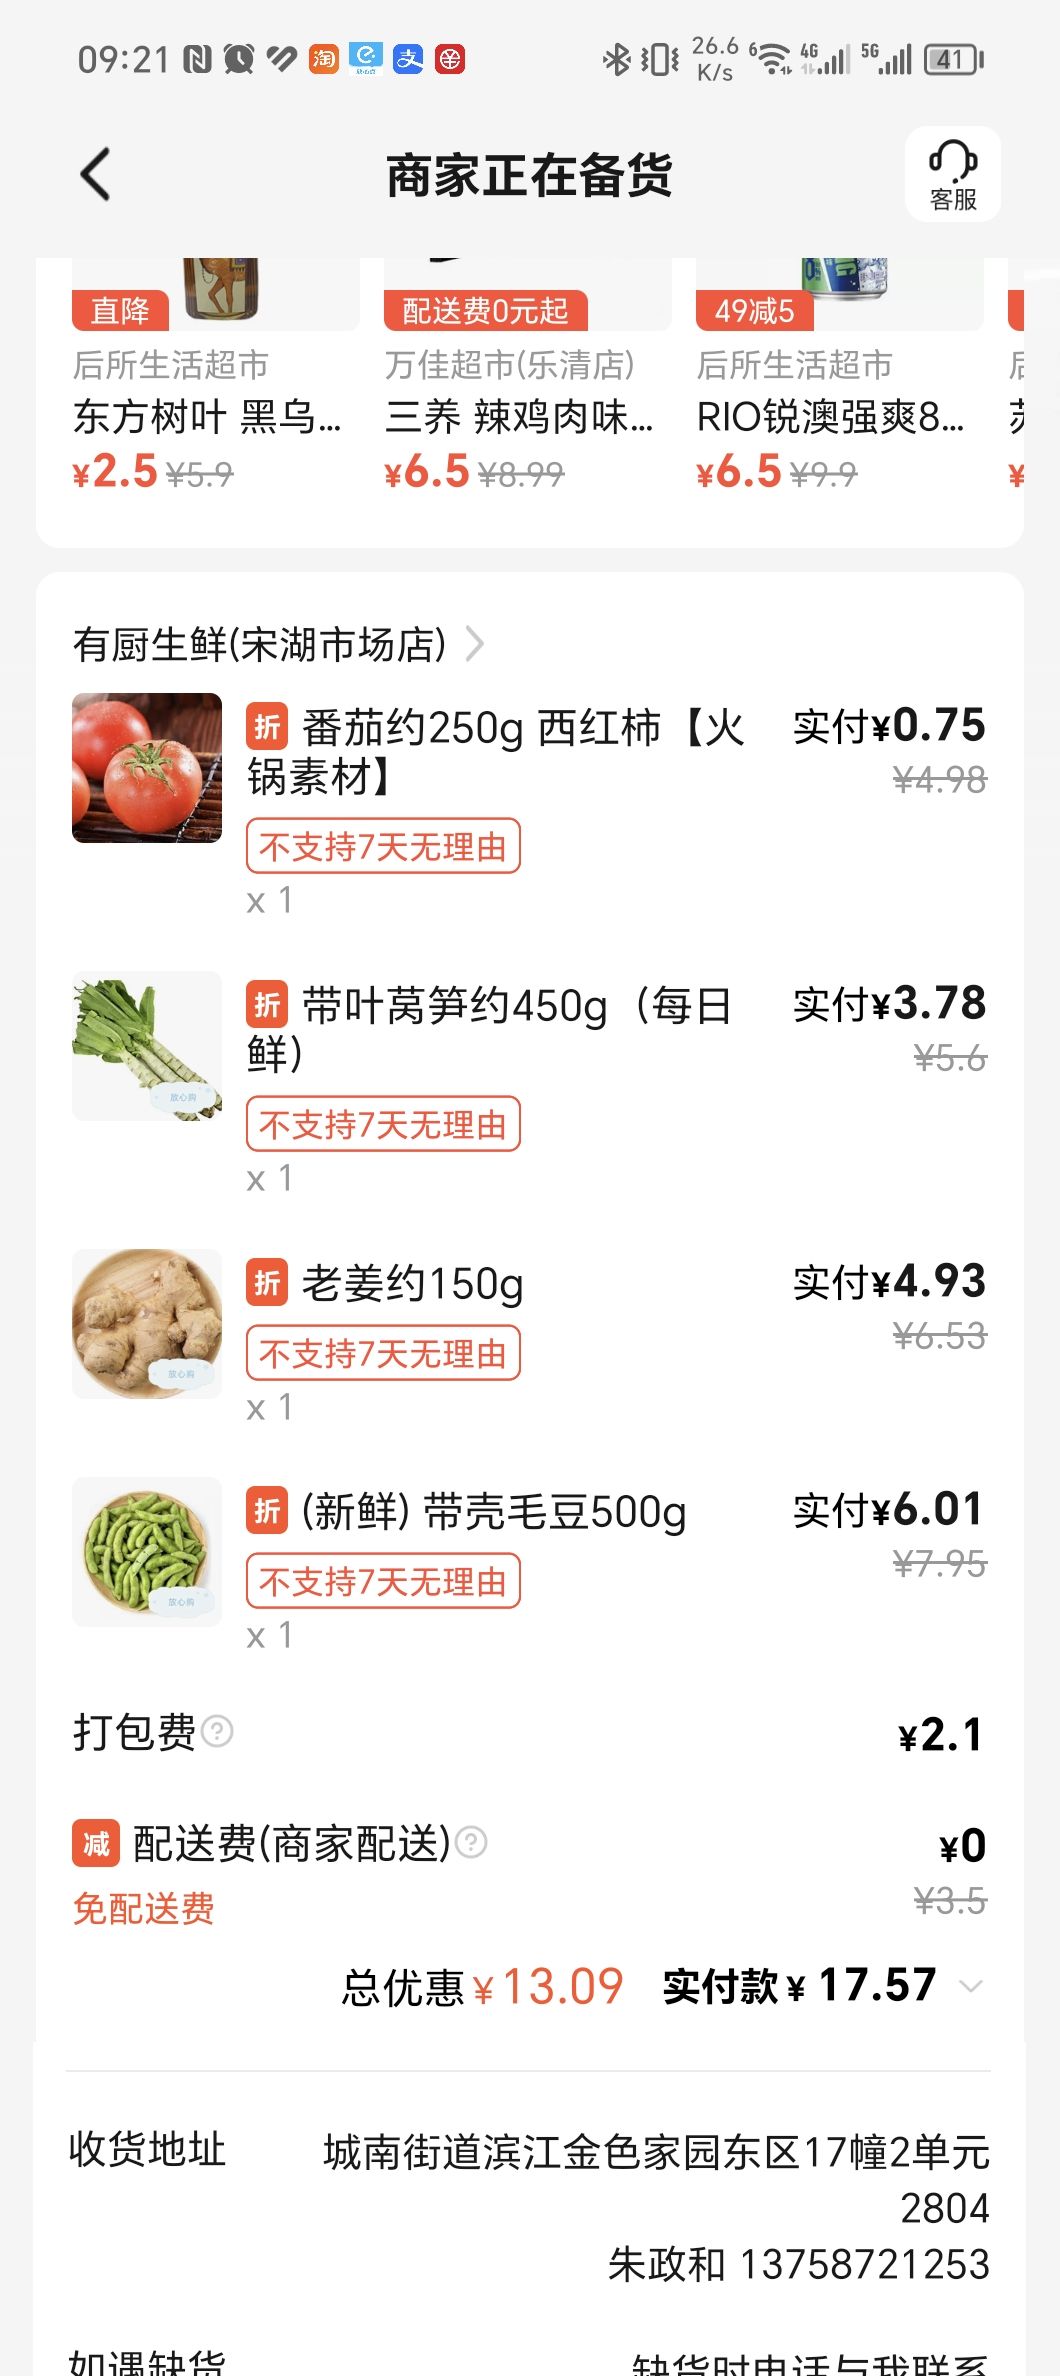 09:21
26.6 K/s
6
4G
5G
41
商家正在备货
客服
直降
配送费0元起
49减5
后所生活超市
万佳超市(乐清店)
后所生活超市
东方树叶 黑乌...
三养 辣鸡肉味...
RIO锐澳强爽8...
¥2.5 ¥5.9
¥6.5 ¥8.99
¥6.5 ¥9.9
¥
有厨生鲜(宋湖市场店)
折 番茄约250g 西红柿【火
锅素材】
实付¥0.75
¥4.98
不支持7天无理由
x 1
折 带叶莴笋约450g（每日
鲜）
实付¥3.78
¥5.6
不支持7天无理由
x 1
放心购
折 老姜约150g
实付¥4.93
¥6.53
不支持7天无理由
x 1
放心购
折 (新鲜) 带壳毛豆500g
实付¥6.01
¥7.95
不支持7天无理由
x 1
放心购
打包费
¥2.1
减 配送费(商家配送)
¥0
免配送费
¥3.5
总优惠 ¥13.09 实付款 ¥17.57
收货地址
城南街道滨江金色家园东区17幢2单元
2804
朱政和 13758721253
如遇缺货
缺货时电话与我联系